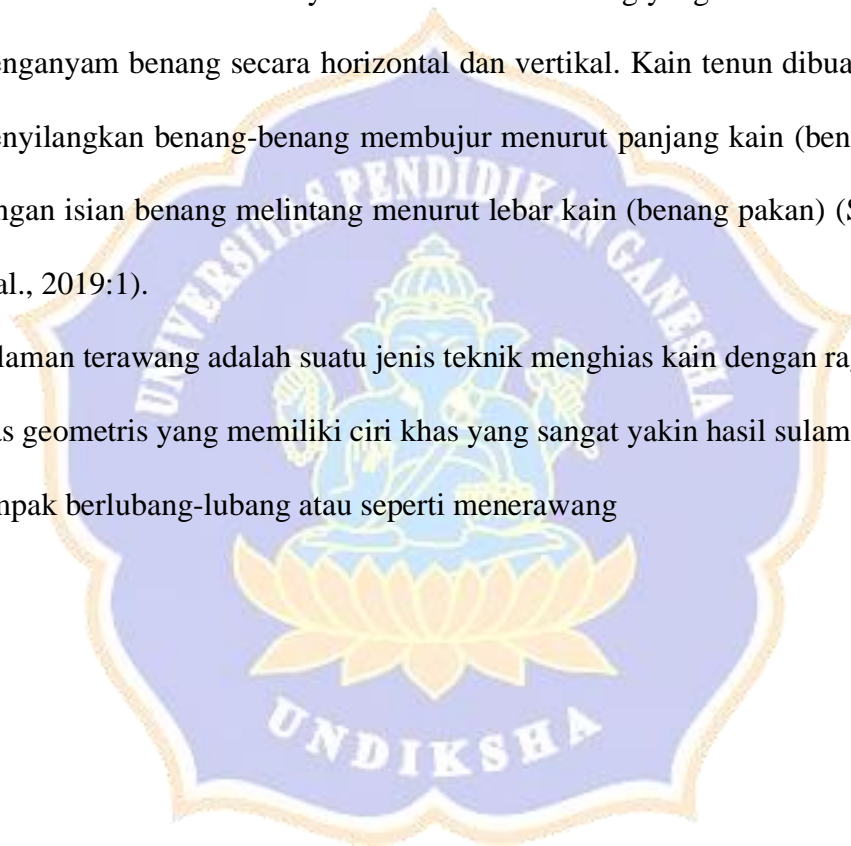 enganyam benang secara horizontal dan vertikal. Kain tenun dibua
enyilangkan benang-benang membujur menurut panjang kain (ben
ngan isian benang melintang menurut lebar kain (benang pakan) (S
al., 2019:1).
laman terawang adalah suatu jenis teknik menghias kain dengan ra
as geometris yang memiliki ciri khas yang sangat yakin hasil sulam
mpak berlubang-lubang atau seperti menerawang
UNIVERSITAS PENDIDIKAN GANESHA
UNDIKSHA